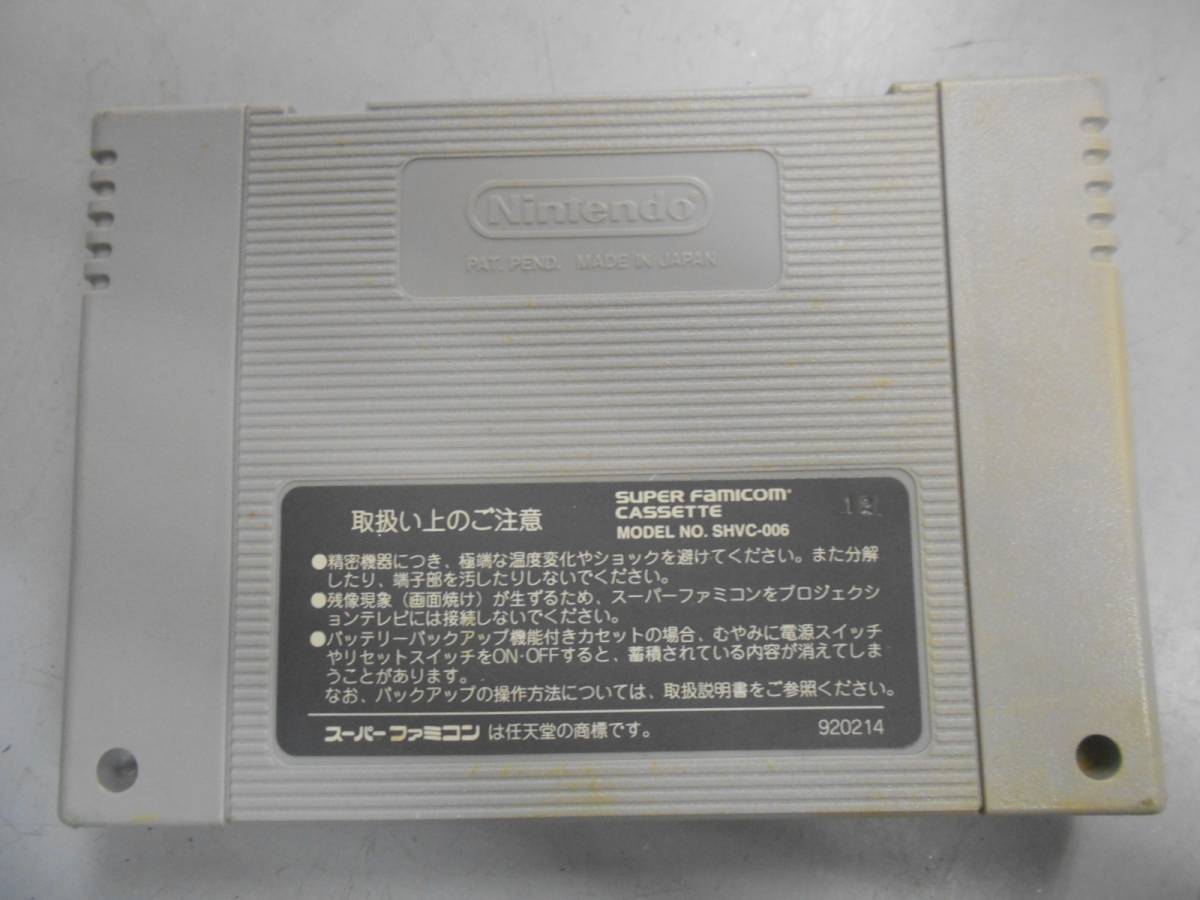 Nintendo
PAT. PEND. MADE IN JAPAN
取扱い上のご注意
SUPER FAMICOM
CASSETTE
MODEL NO. SHVC-006
●精密機器につき、極端な温度変化やショックを避けてください。また分解
したり、端子部を汚したりしないでください。
●残像現象（画面焼け）が生ずるため、スーパーファミコンをプロジェクシ
ョンテレビには接続しないでください。
●バッテリーバックアップ機能付きカセットの場合、むやみに電源スイッチ
やリセットスイッチをON・OFFすると、蓄積されている内容が消えてしま
うことがあります。
なお、バックアップの操作方法については、取扱説明書をご参照ください。
スーパーファミコン は任天堂の商標です。
920214